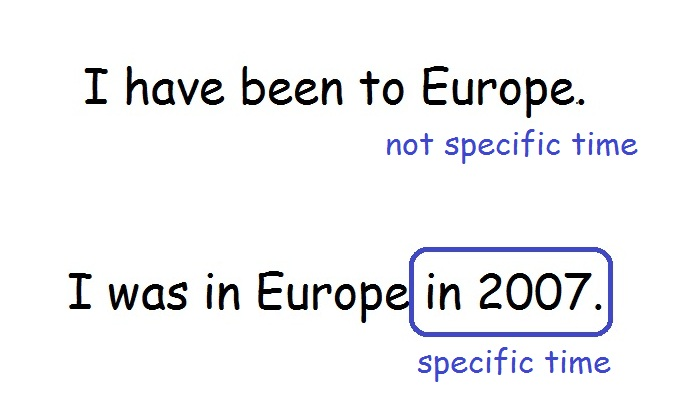 I have been to Europe.
not specific time
I was in Europe in 2007.
specific time